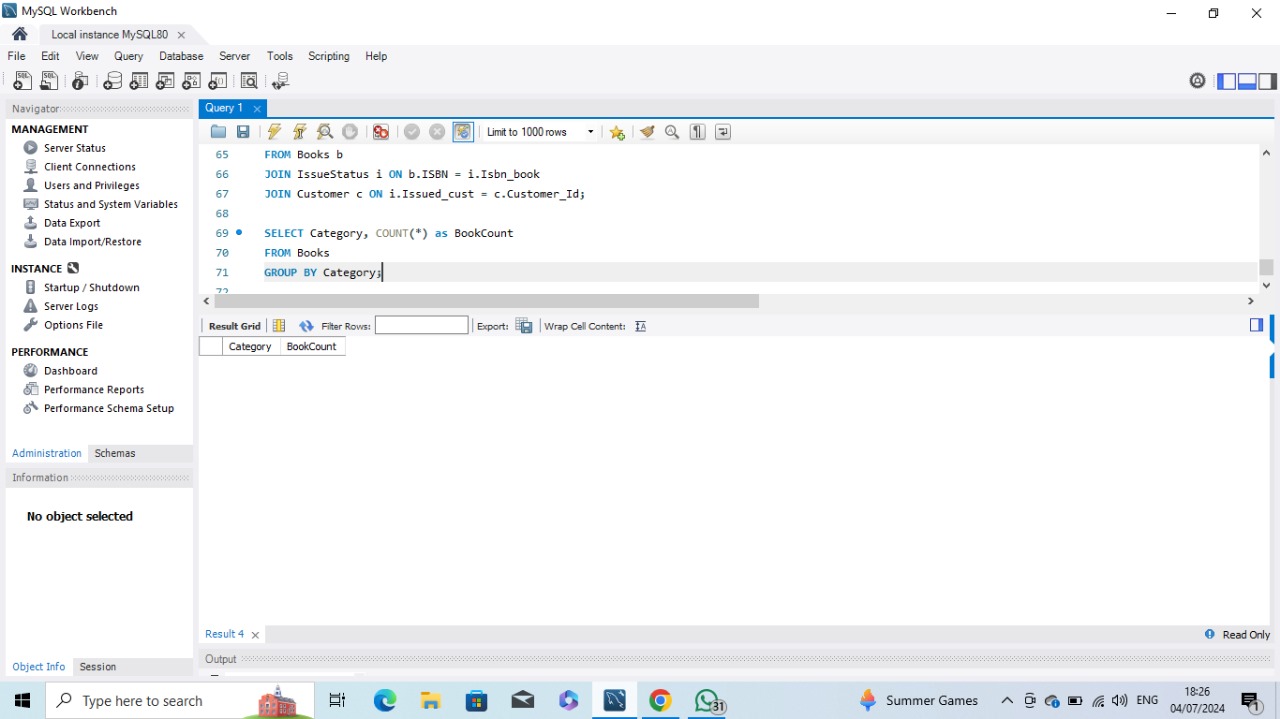 MySQL Workbench
Local instance MySQL80
File Edit View Query Database Server Tools Scripting Help
Navigator
MANAGEMENT
Server Status
Client Connections
Users and Privileges
Status and System Variables
Data Export
Data Import/Restore
INSTANCE
Startup / Shutdown
Server Logs
Options File
PERFORMANCE
Dashboard
Performance Reports
Performance Schema Setup
Administration Schemas
Information
No object selected
Object Info Session
Query 1
Limit to 1000 rows
65 FROM Books b
66 JOIN IssueStatus i ON b.ISBN = i.Isbn_book
67 JOIN Customer c ON i.Issued_cust = c.Customer_Id;
68
69 SELECT Category, COUNT(*) as BookCount
70 FROM Books
71 GROUP BY Category;
72
Result Grid Filter Rows: Export: Wrap Cell Content:
Category BookCount
Result 4 Read Only
Output
Type here to search
31
Summer Games
ENG
18:26
04/07/2024
1